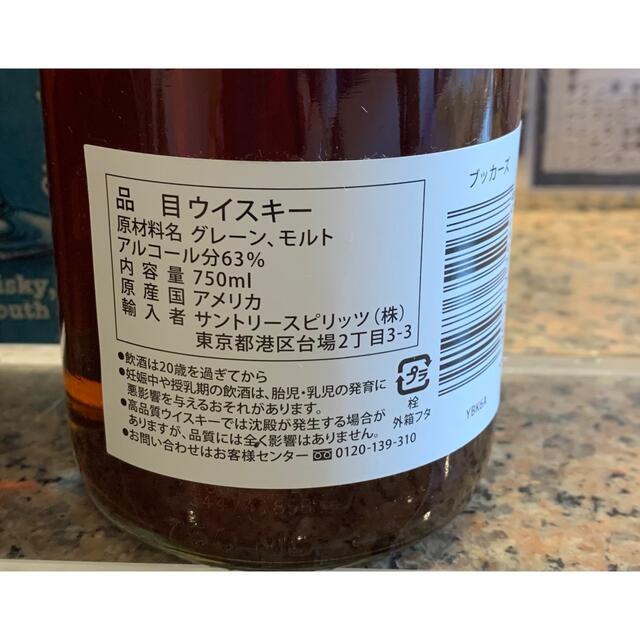 ブッカーズ
品 目 ウイスキー
原材料名 グレーン、モルト
アルコール分63%
内 容 量 750ml
原 産 国 アメリカ
輸 入 者 サントリースピリッツ(株)
東京都港区台場2丁目3-3
●飲酒は20歳を過ぎてから
●妊娠中や授乳期の飲酒は、胎児・乳児の発育に
悪影響を与えるおそれがあります。
●高品質ウイスキーでは沈殿が発生する場合が
ありますが、品質には全く影響はありません。
●お問い合わせはお客様センター 0120-139-310
プラ
栓
外箱フタ
YBK6A
isky,
outh